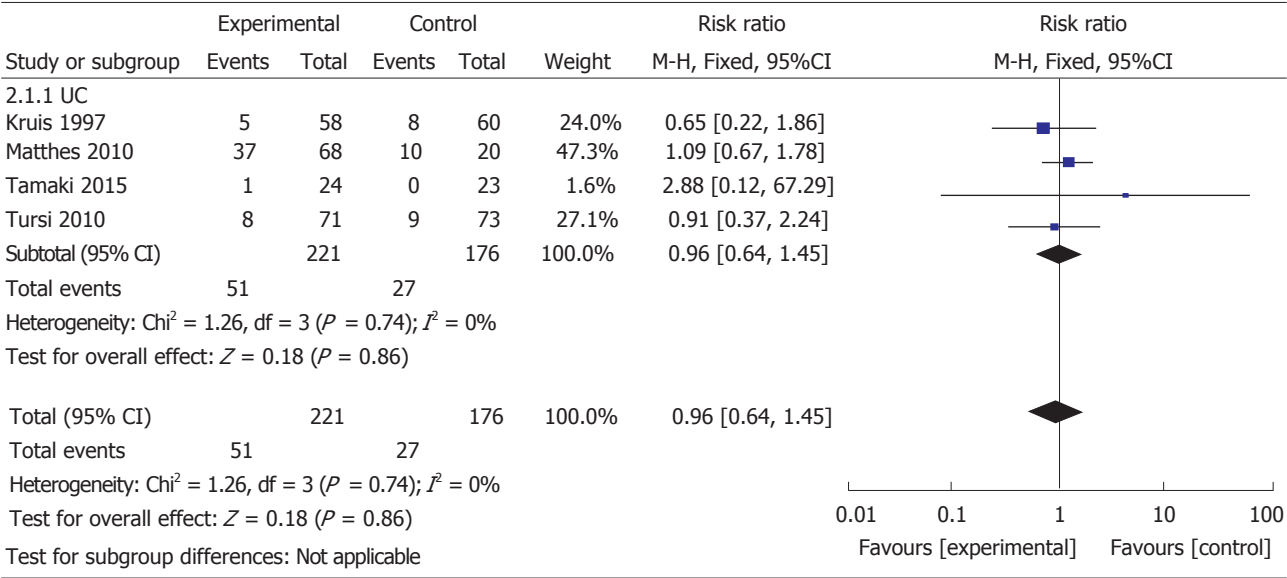 Experimental Control Risk ratio Risk ratio
Study or subgroup Events Total Events Total Weight M-H, Fixed, 95%CI M-H, Fixed, 95%CI
2.1.1 UC
Kruis 1997 5 58 8 60 24.0% 0.65 [0.22, 1.86]
Matthes 2010 37 68 10 20 47.3% 1.09 [0.67, 1.78]
Tamaki 2015 1 24 0 23 1.6% 2.88 [0.12, 67.29]
Tursi 2010 8 71 9 73 27.1% 0.91 [0.37, 2.24]
Subtotal (95% CI) 221 176 100.0% 0.96 [0.64, 1.45]
Total events 51 27
Heterogeneity: Chi² = 1.26, df = 3 (P = 0.74); I² = 0%
Test for overall effect: Z = 0.18 (P = 0.86)
Total (95% CI) 221 176 100.0% 0.96 [0.64, 1.45]
Total events 51 27
Heterogeneity: Chi² = 1.26, df = 3 (P = 0.74); I² = 0%
Test for overall effect: Z = 0.18 (P = 0.86)
Test for subgroup differences: Not applicable
0.01 0.1 1 10 100
Favours [experimental] Favours [control]